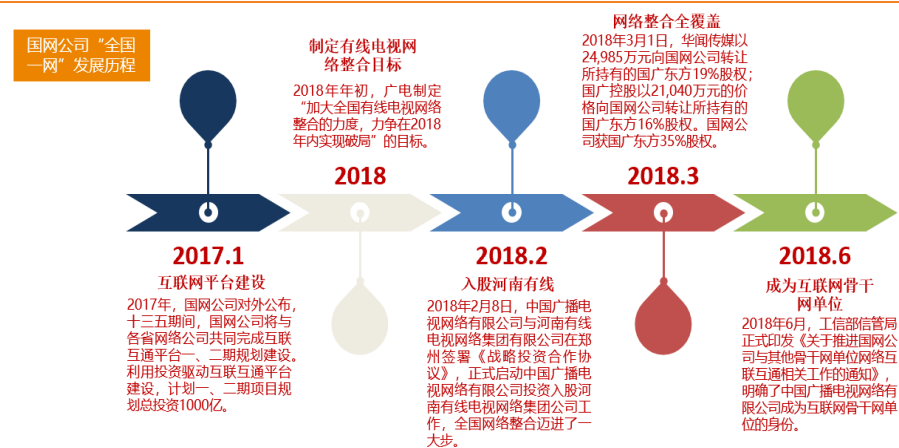 国网公司“全国
一网”发展历程
2017.1
互联网平台建设
2017年，国网公司对外公布，
十三五期间，国网公司将与
各省网络公司共同完成互联
互通平台一、二期规划建设。
利用投资驱动互联互通平台
建设，计划一、二期项目规
划总投资1000亿。
制定有线电视网
络整合目标
2018年年初，广电制定
“加大全国有线电视网络
整合的力度，力争在2018
年内实现破局”的目标。
2018
2018.2
入股河南有线
2018年2月8日，中国广播电
视网络有限公司与河南有线
电视网络集团有限公司在郑
州签署《战略投资合作协
议》，正式启动中国广播电
视网络有限公司投资入股河
南有线电视网络集团公司工
作，全国网络整合迈进了一
大步。
网络整合全覆盖
2018年3月1日，华闻传媒以
24,985万元向国网公司转让
所持有的国广东方19%股权；
国广控股以21,040万元的价
格向国网公司转让所持有的
国广东方16%股权。国网公
司获国广东方35%股权。
2018.3
2018.6
成为互联网骨干
网单位
2018年6月，工信部信管局
正式印发《关于推进国网公
司与其他骨干网单位网络互
联互通相关工作的通知》，
明确了中国广播电视网络有
限公司成为互联网骨干网单
位的身份。